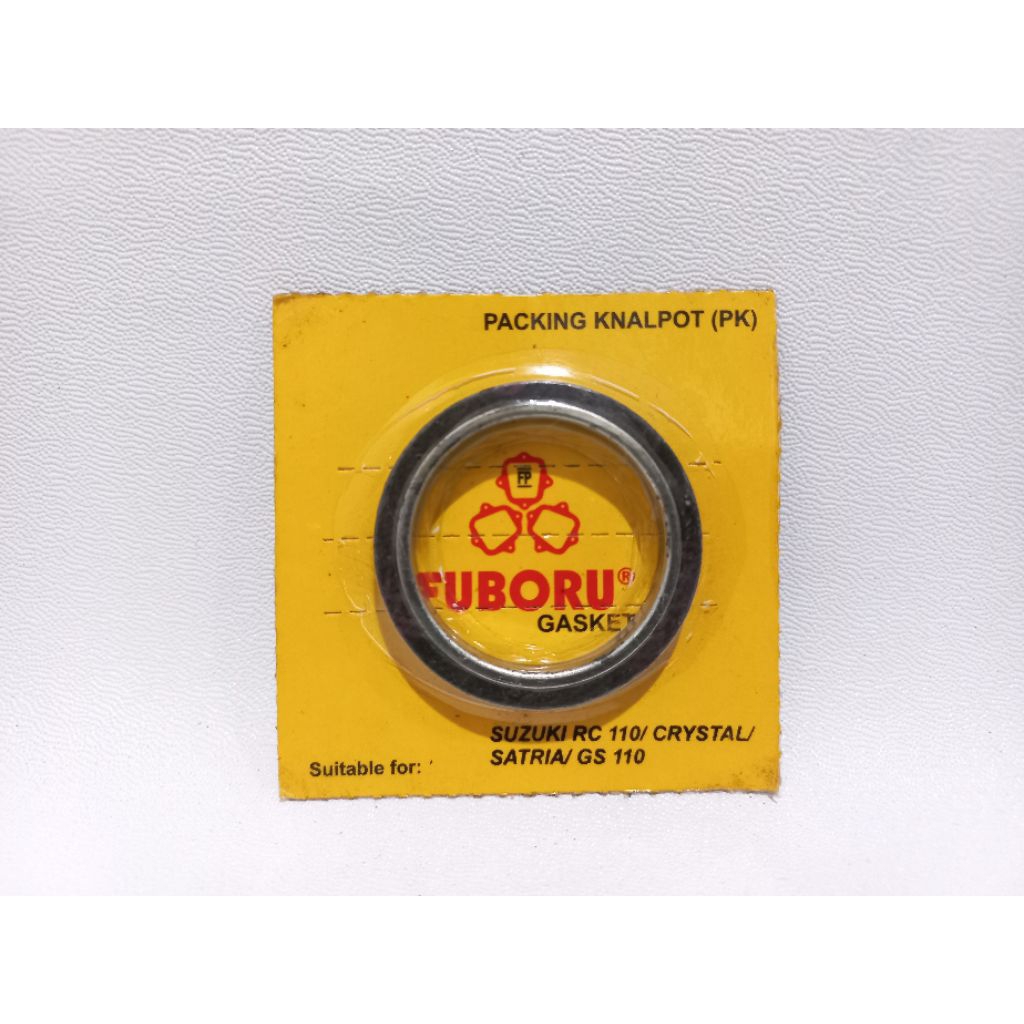 PACKING KNALPOT (PK)
FP
FUBORU®
GASKET
SUZUKI RC 110/ CRYSTAL/
SATRIA/ GS 110
Suitable for: